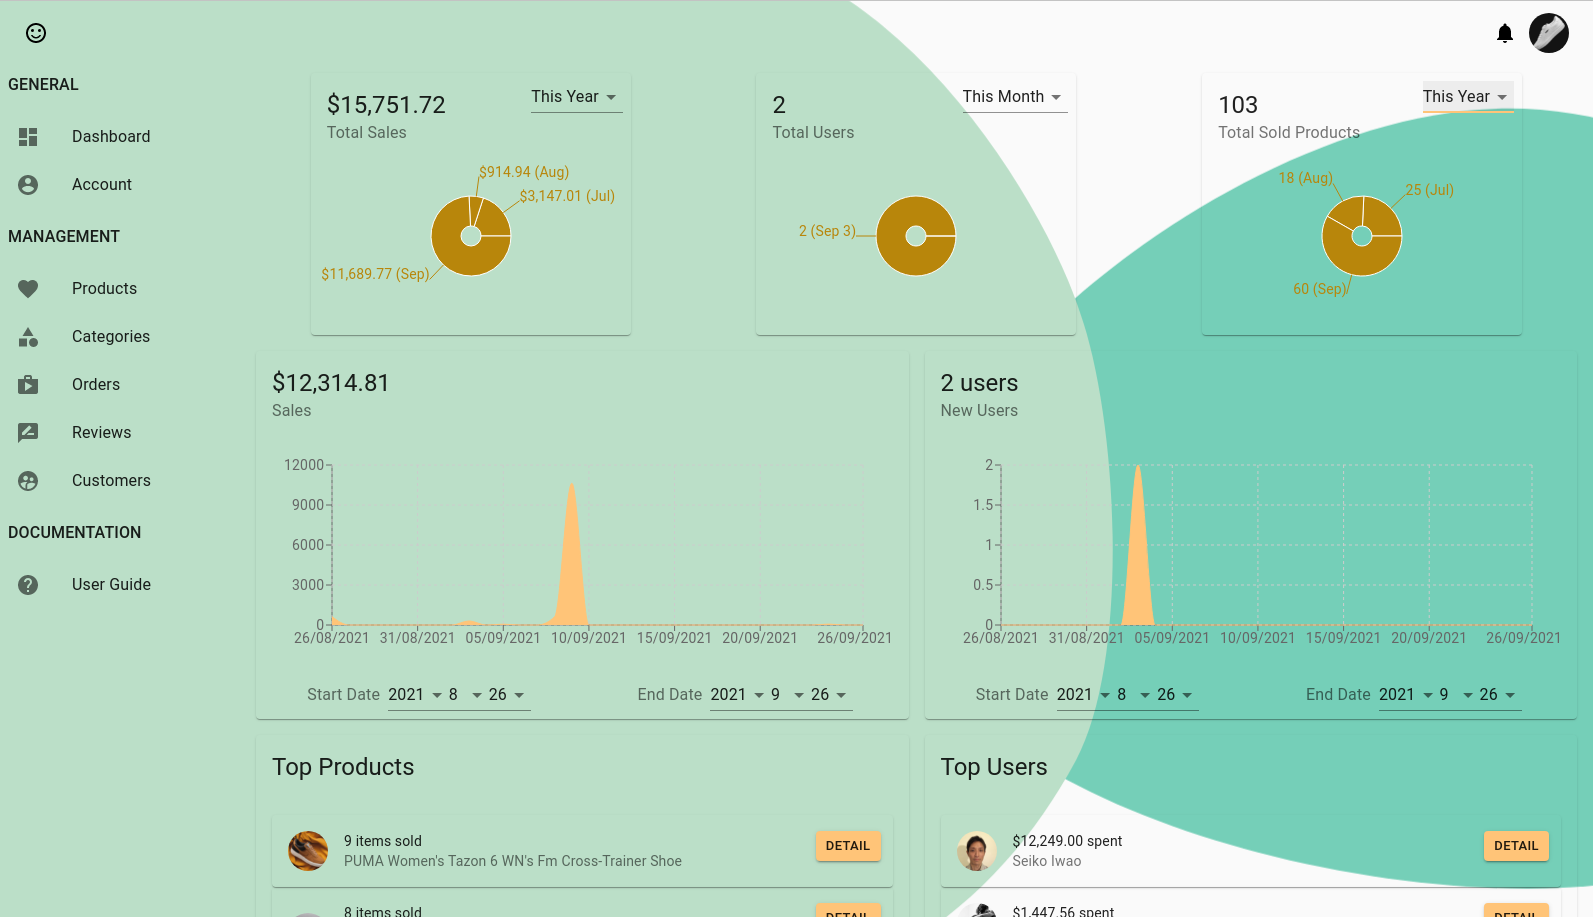 GENERAL
Dashboard
Account
MANAGEMENT
Products
Categories
Orders
Reviews
Customers
DOCUMENTATION
User Guide
$15,751.72
This Year
Total Sales
$914.94 (Aug)
$3,147.01 (Jul)
$11,689.77 (Sep)
2
This Month
Total Users
2 (Sep 3)
103
This Year
Total Sold Products
18 (Aug)
25 (Jul)
60 (Sep)
$12,314.81
Sales
12000
9000
6000
3000
0
26/08/2021 31/08/2021 05/09/2021 10/09/2021 15/09/2021 20/09/2021 26/09/2021
Start Date 2021 8 26 End Date 2021 9 26
2 users
New Users
2
1.5
1
0.5
0
26/08/2021 31/08/2021 05/09/2021 10/09/2021 15/09/2021 20/09/2021 26/09/2021
Start Date 2021 8 26 End Date 2021 9 26
Top Products
9 items sold
PUMA Women's Tazon 6 WN's Fm Cross-Trainer Shoe
DETAIL
8 items sold
DETAIL
Top Users
$12,249.00 spent
Seiko Iwao
DETAIL
$1,447.56 spent
DETAIL